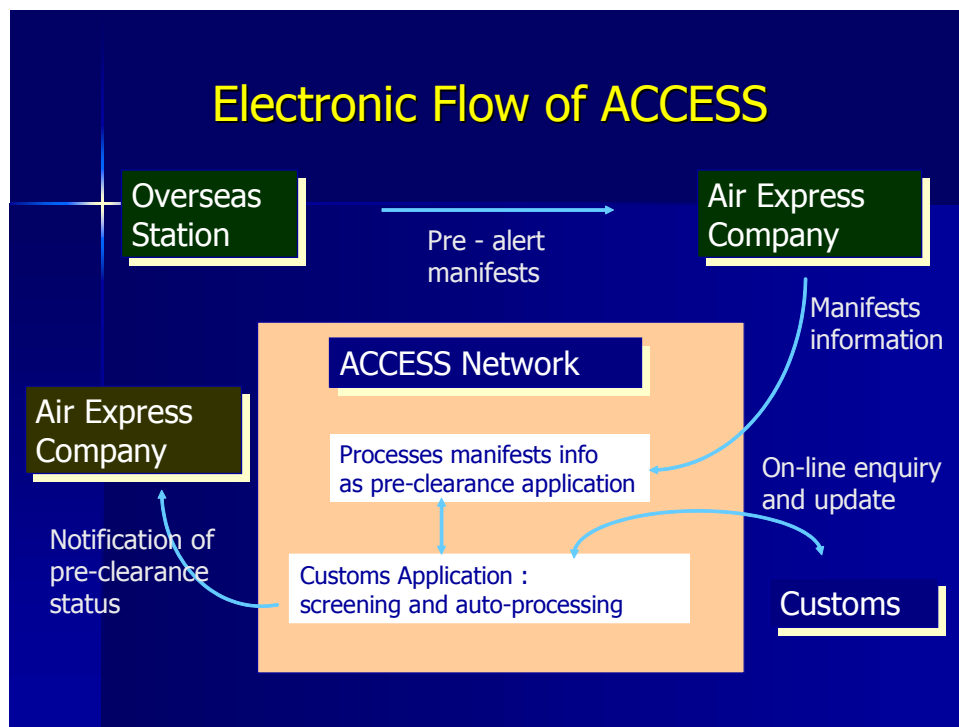 Electronic Flow of ACCESS
Overseas
Station
Pre - alert
manifests
Air Express
Company
Manifests
information
ACCESS Network
Air Express
Company
Processes manifests info
as pre-clearance application
On-line enquiry
and update
Notification of
pre-clearance
status
Customs Application :
screening and auto-processing
Customs